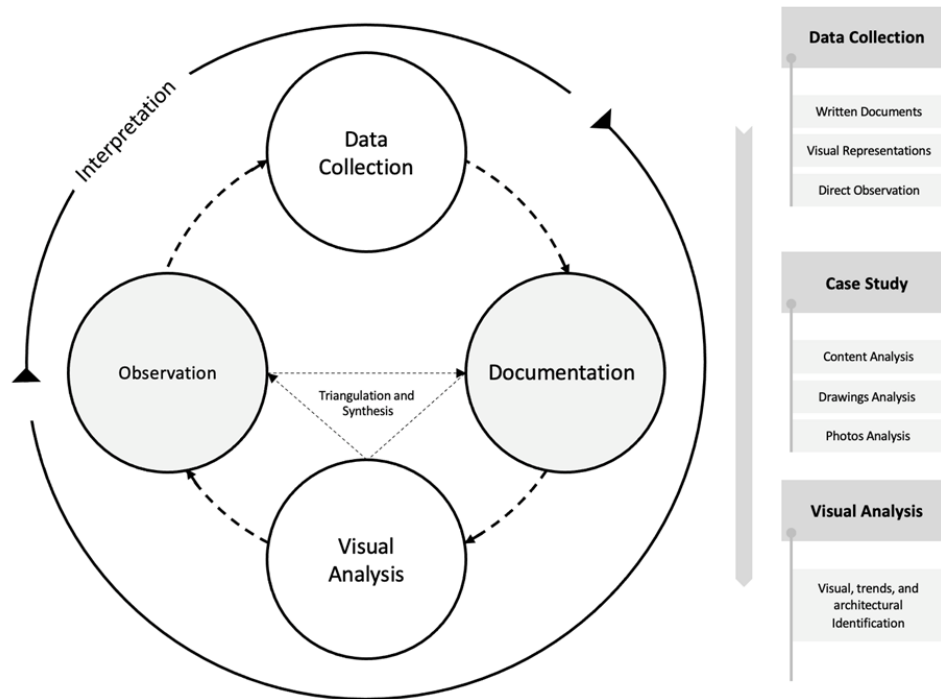 Interpretation
Data
Collection
Observation
Documentation
Triangulation and
Synthesis
Visual
Analysis
Data Collection
Written Documents
Visual Representations
Direct Observation
Case Study
Content Analysis
Drawings Analysis
Photos Analysis
Visual Analysis
Visual, trends, and
architectural
Identification